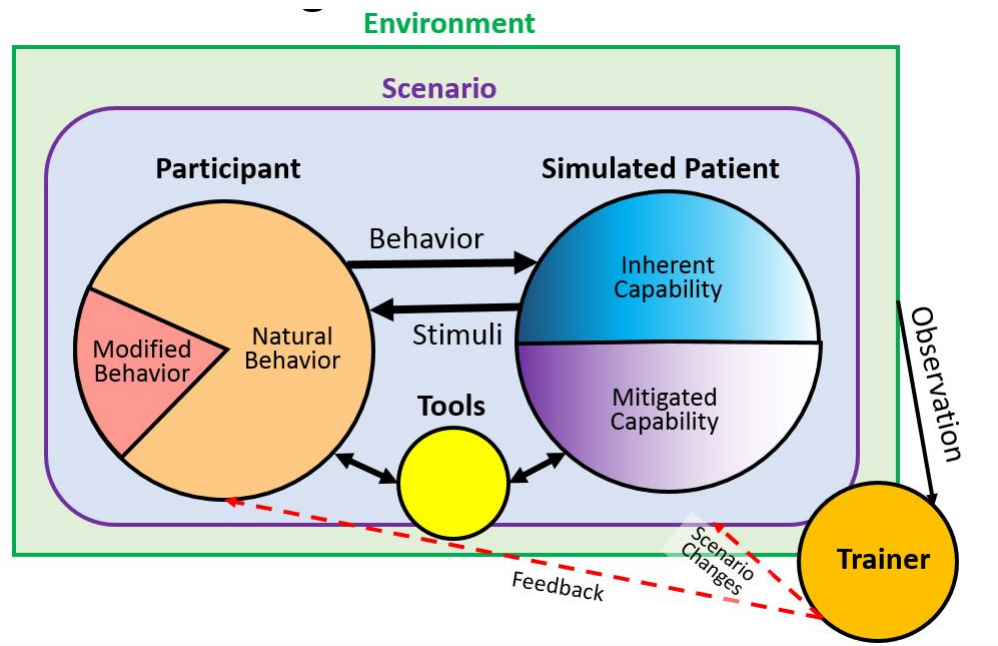 Environment
Scenario
Participant
Simulated Patient
Behavior
Stimuli
Inherent
Capability
Mitigated
Capability
Modified
Behavior
Natural
Behavior
Tools
Observation
Scenario
Changes
Feedback
Trainer